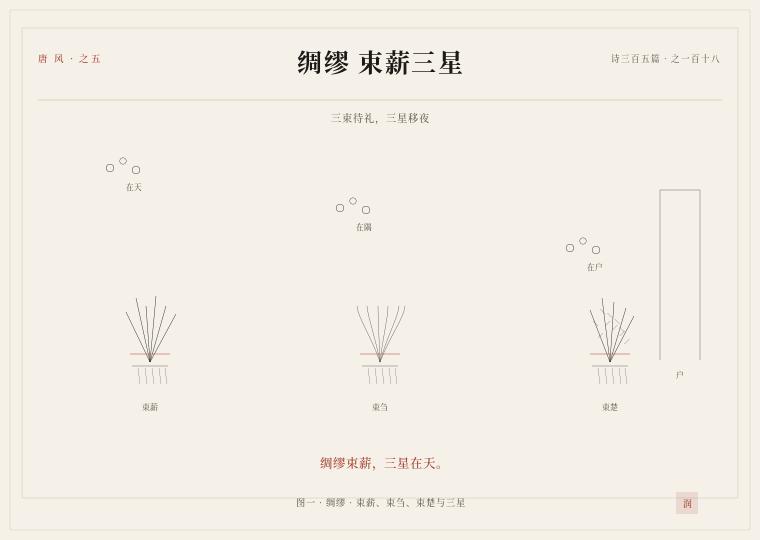 唐 风 · 之五
绸缪 束薪三星
诗三百五篇 · 之一百十八
三束待礼，三星移夜
在天
在隅
在户
户
束薪
束刍
束楚
绸缪束薪，三星在天。
图一 · 绸缪 · 束薪、束刍、束楚与三星
润